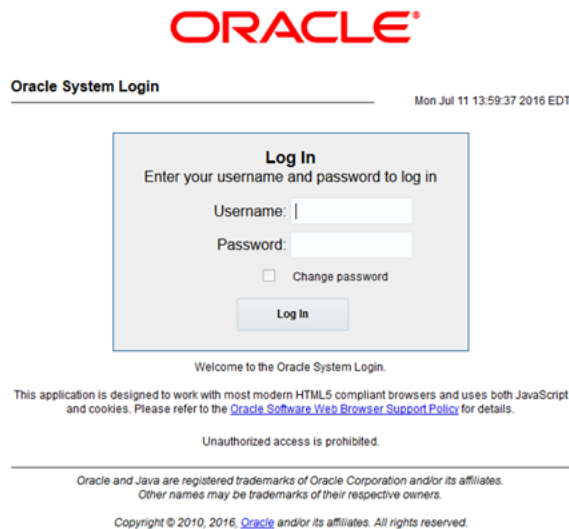 ORACLE®
Oracle System Login
Mon Jul 11 13:59:37 2016 EDT
Log In
Enter your username and password to log in
Username:
Password:
Change password
Log In
Welcome to the Oracle System Login.
This application is designed to work with most modern HTML5 compliant browsers and uses both JavaScript
and cookies. Please refer to the Oracle Software Web Browser Support Policy for details.
Unauthorized access is prohibited.
Oracle and Java are registered trademarks of Oracle Corporation and/or its affiliates.
Other names may be trademarks of their respective owners.
Copyright © 2010, 2016, Oracle and/or its affiliates. All rights reserved.